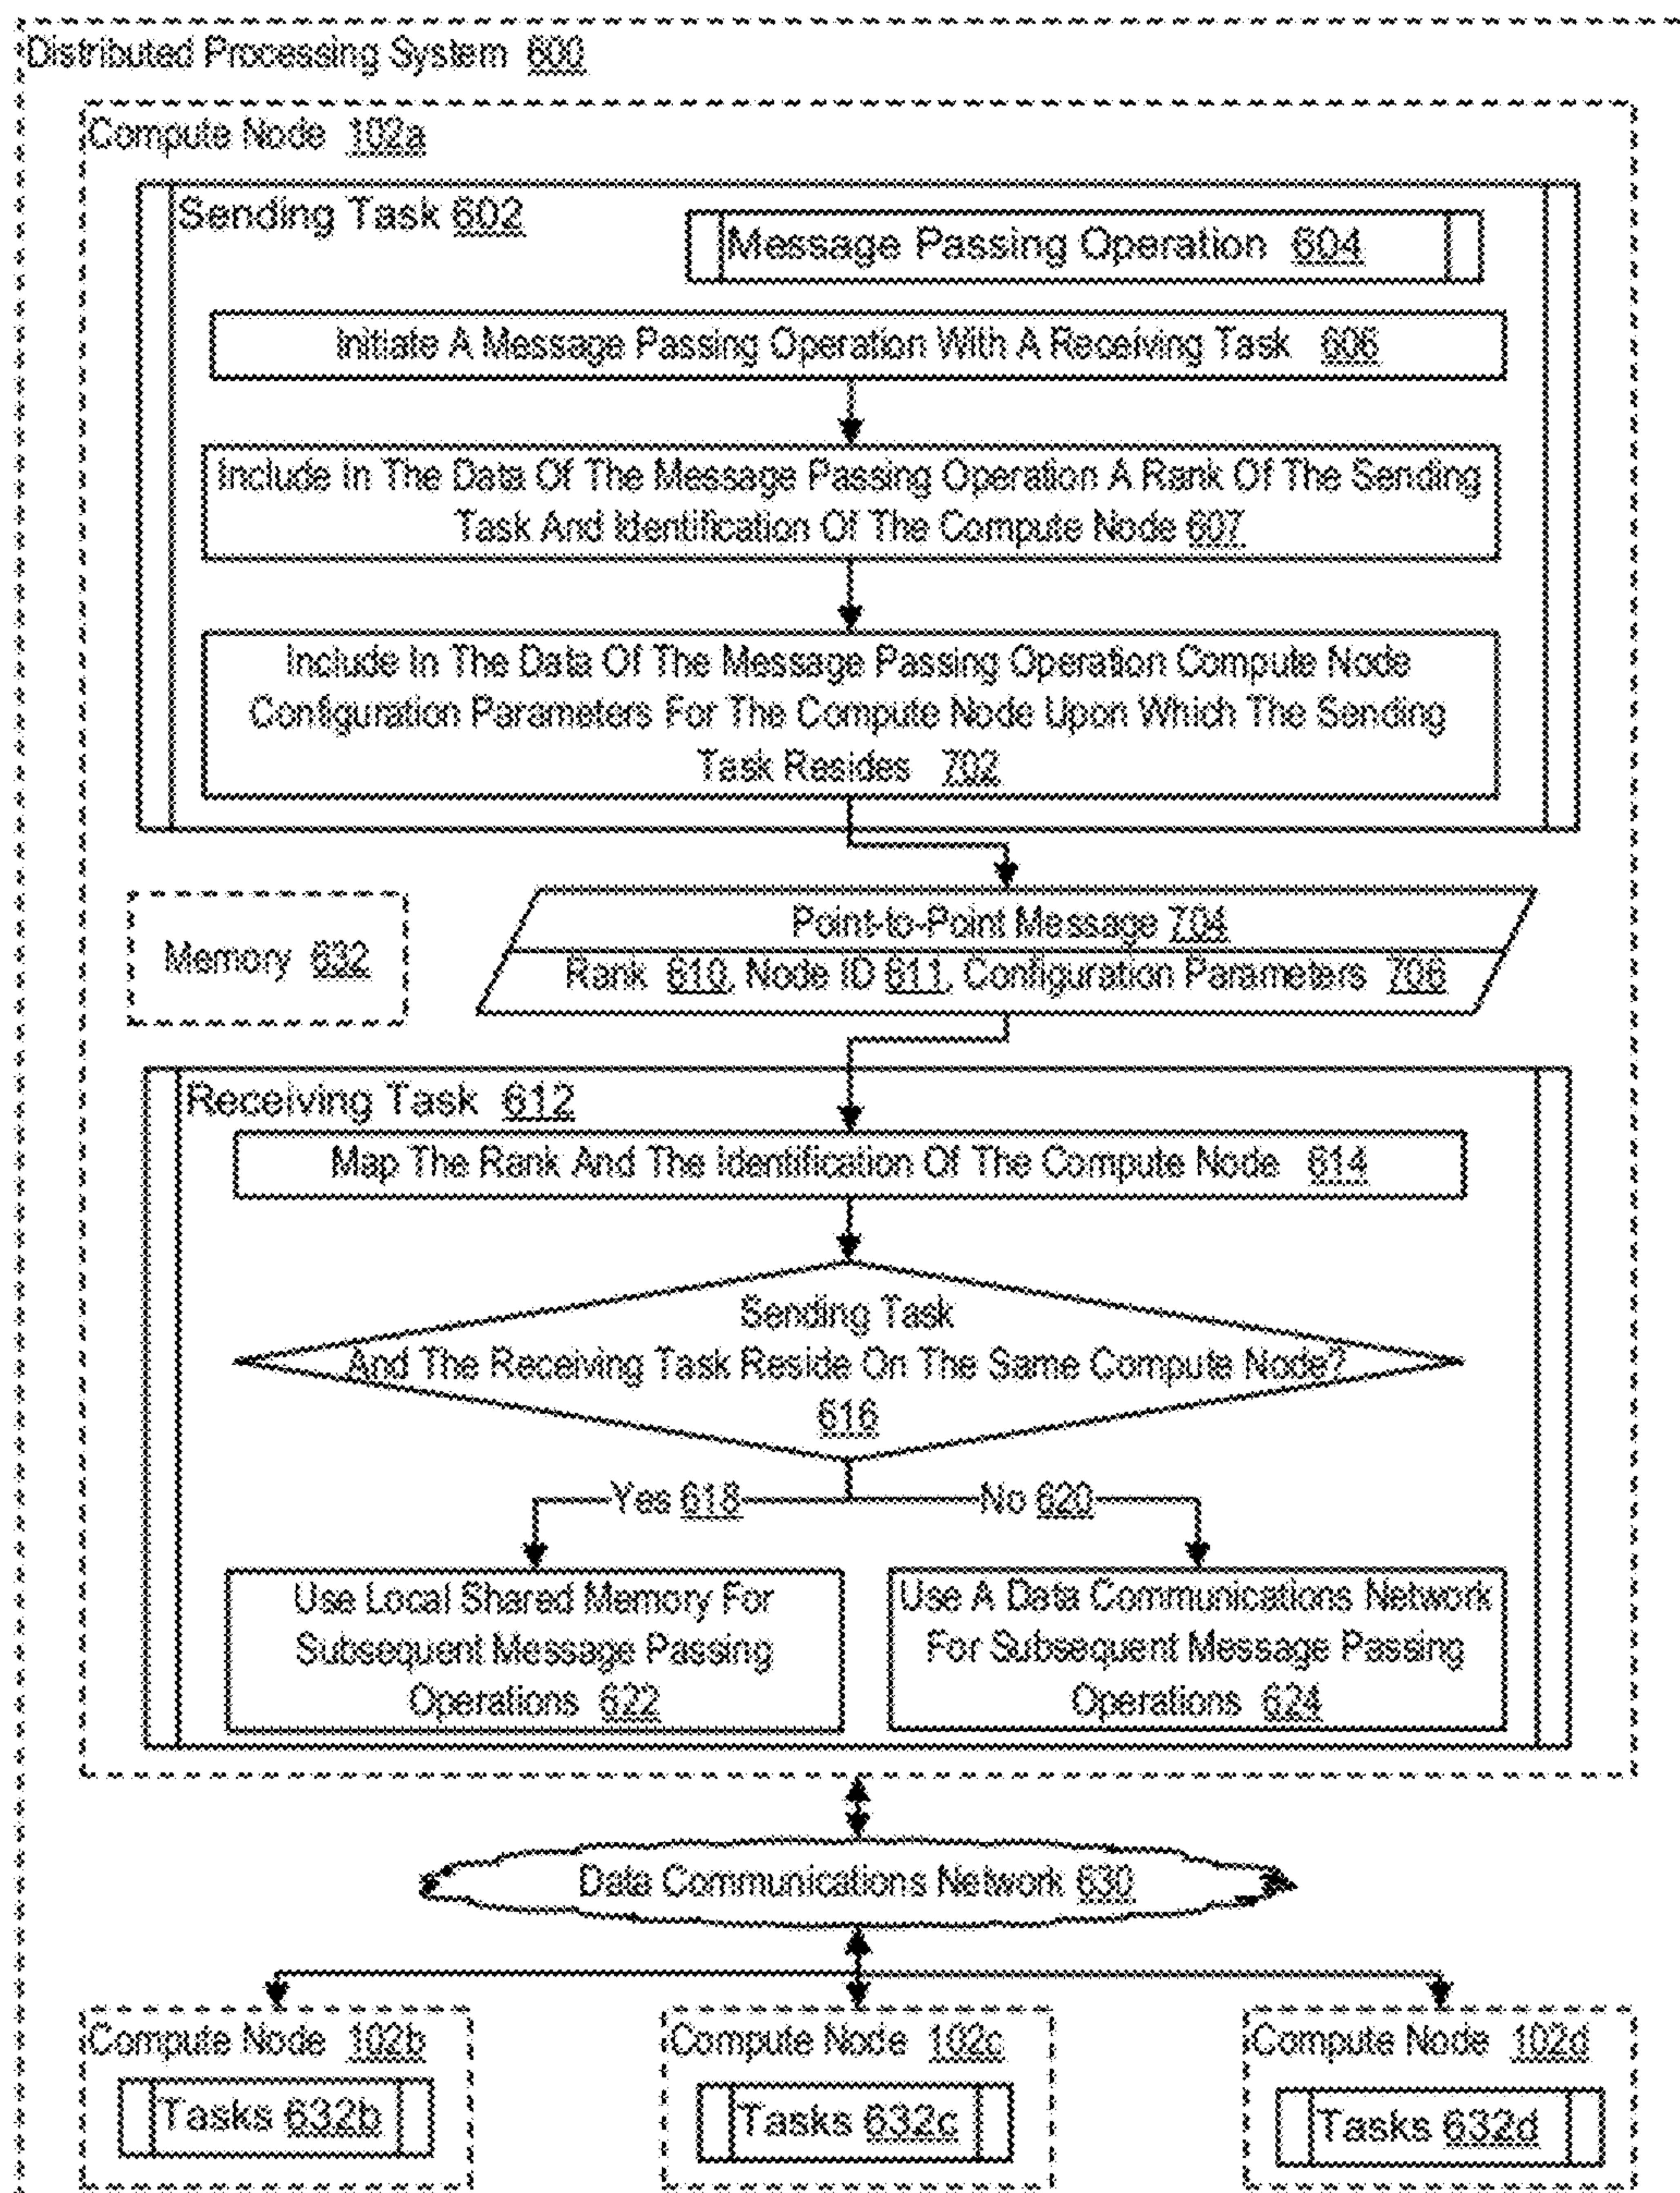 Distributed Processing System 600
Compute Node 102a
Sending Task 602
Message Passing Operation 604
Initiate A Message Passing Operation With A Receiving Task 606
Include In The Data Of The Message Passing Operation A Rank Of The Sending
Task And Identification Of The Compute Node 607
Include In The Data Of The Message Passing Operation Compute Node
Configuration Parameters For The Compute Node Upon Which The Sending
Task Resides 702
Point-to-Point Message 704
Memory 632
Rank 610, Node ID 611, Configuration Parameters 706
Receiving Task 612
Map The Rank And The Identification Of The Compute Node 614
Sending Task
And The Receiving Task Reside On The Same Compute Node?
616
Yes 618
No 620
Use Local Shared Memory For
Subsequent Message Passing
Operations 622
Use A Data Communications Network
For Subsequent Message Passing
Operations 624
Data Communications Network 630
Compute Node 102b
Tasks 632b
Compute Node 102c
Tasks 632c
Compute Node 102d
Tasks 632d